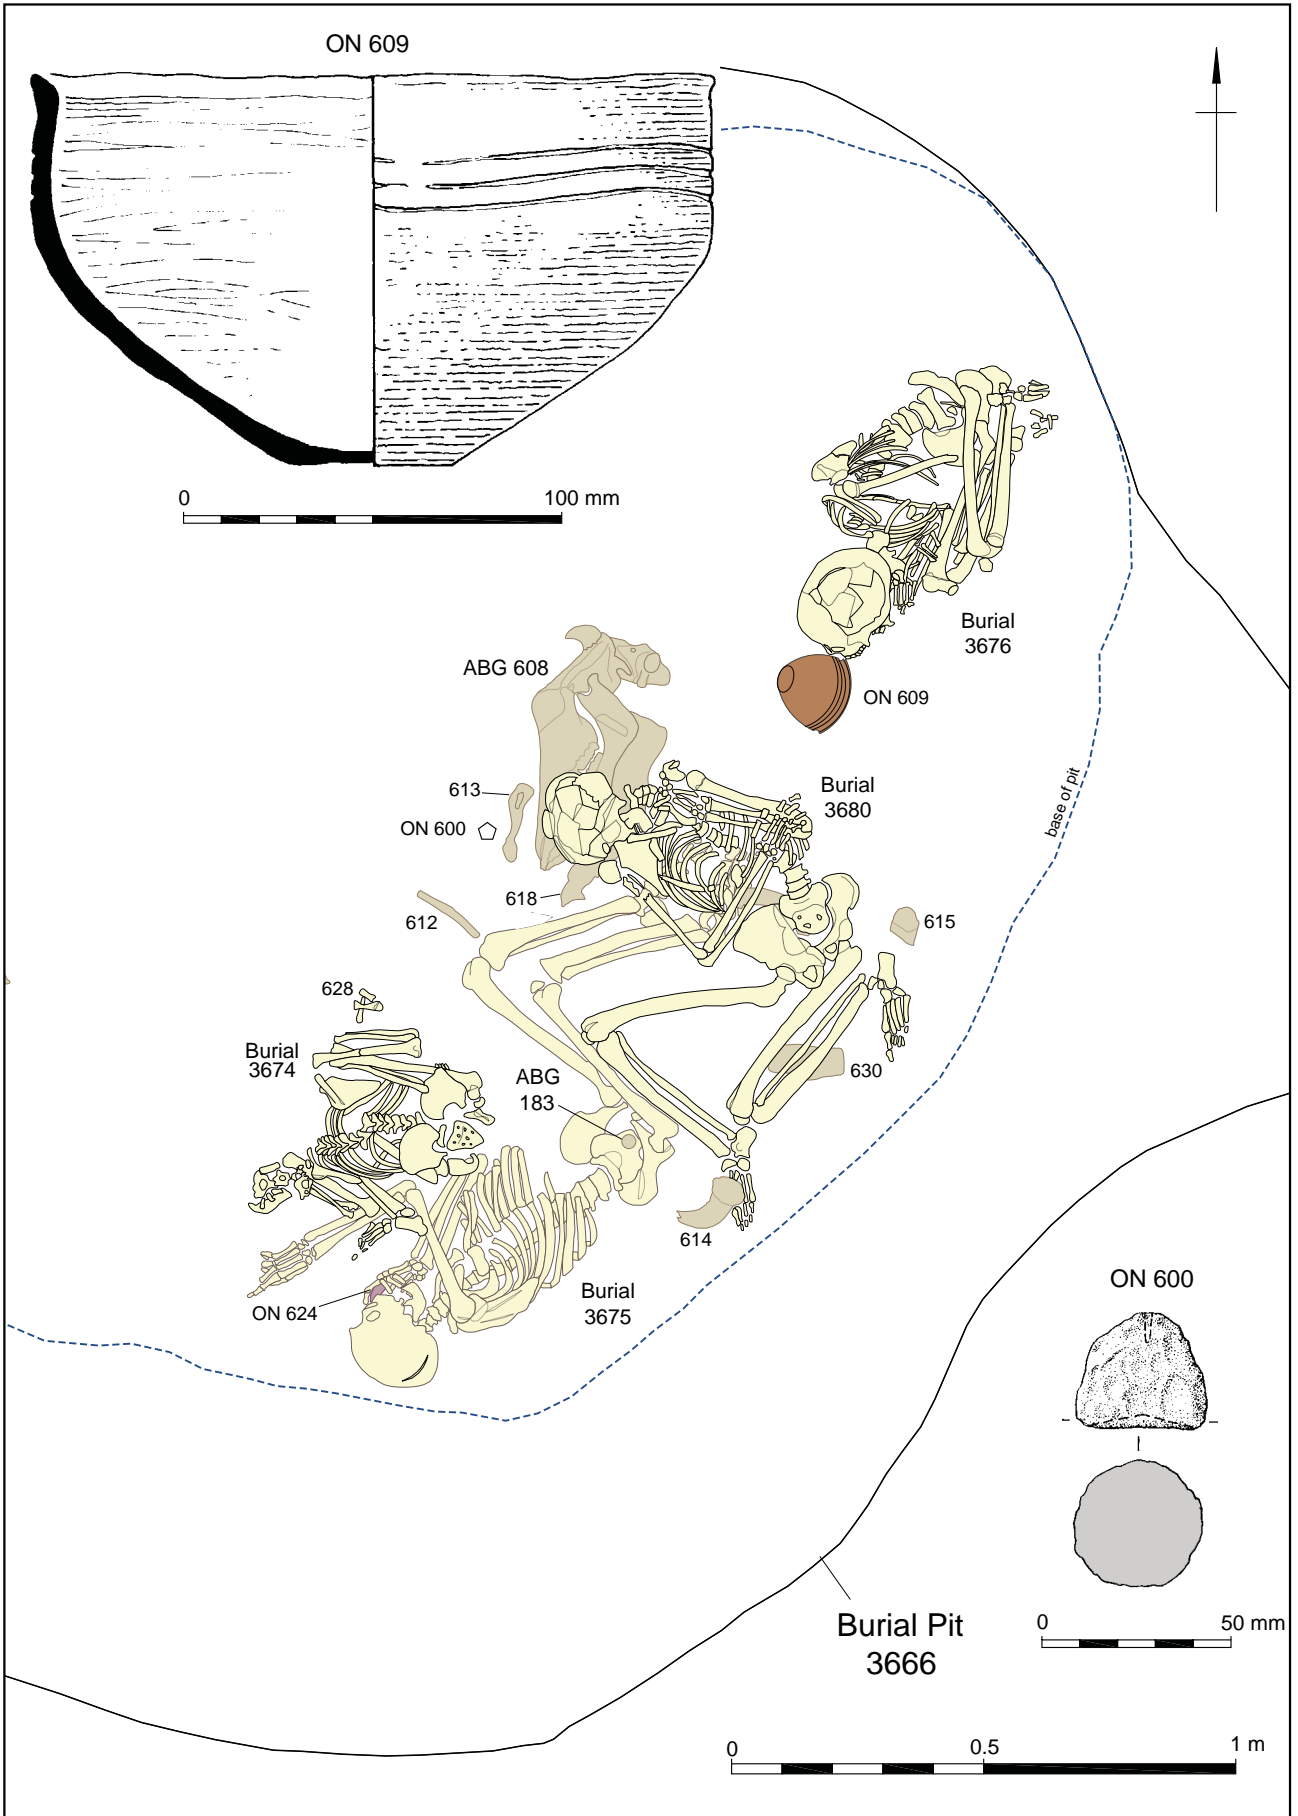 ON 609
0 100 mm
Burial
3676
ABG 608
ON 609
613
Burial
3680
ON 600
base of pit
618
612
615
628
Burial
3674
ABG
183
630
614
ON 624
Burial
3675
ON 600
Burial Pit
3666
0 50 mm
0 0.5 1 m